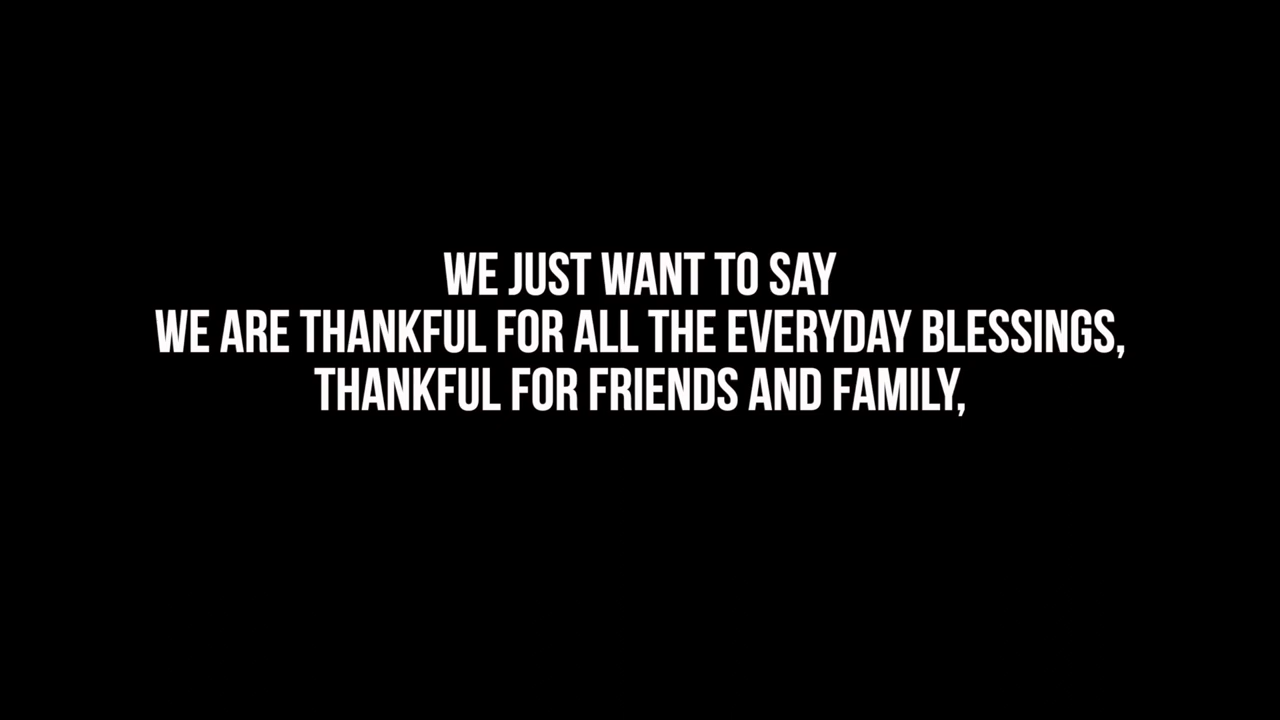 WE JUST WANT TO SAY
WE ARE THANKFUL FOR ALL THE EVERYDAY BLESSINGS,
THANKFUL FOR FRIENDS AND FAMILY,